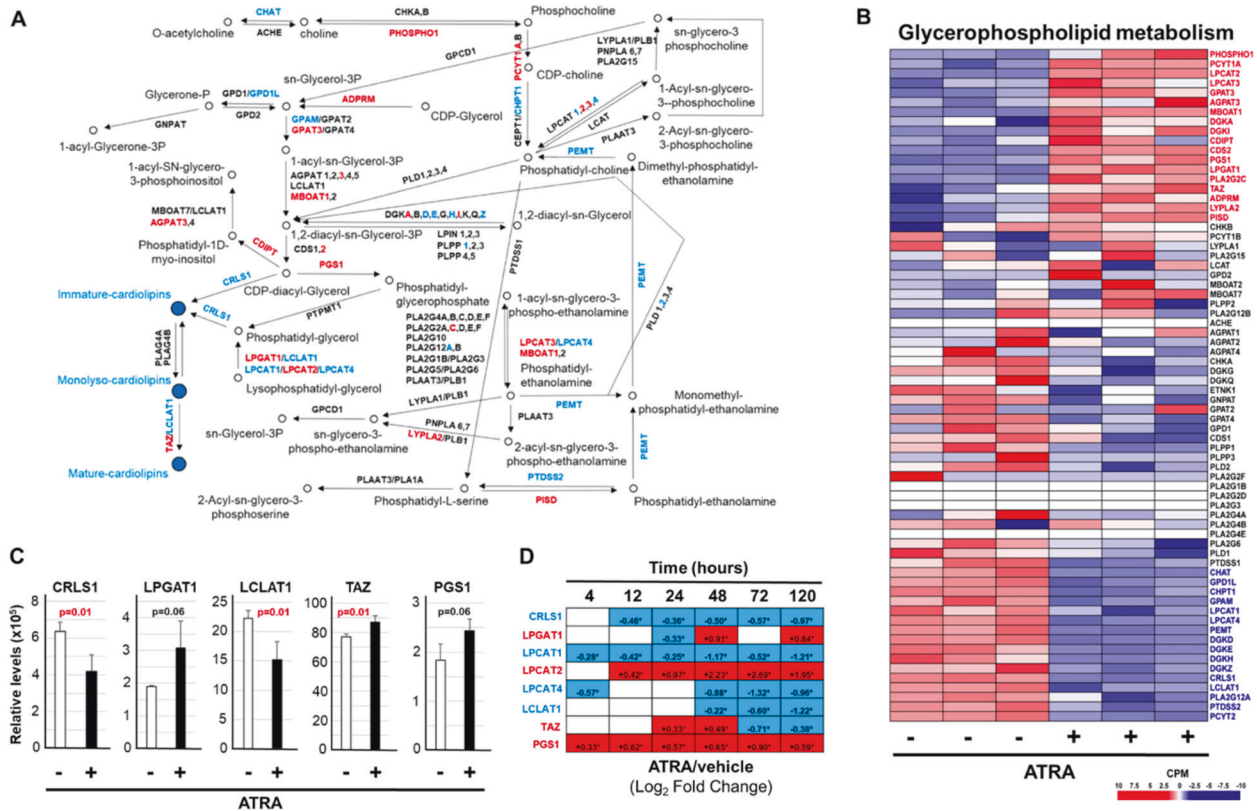 A
CHAT
ACHE
O-acetylcholine
choline
CHKA,B
PHOSPHO1
Phosphocholine
GPCD1
PCYT1A,B
LYPLA1/PLB1
PNPLA 6,7
PLA2G15
sn-glycero-3
phosphocholine
CDP-choline
sn-Glycerol-3P
Glycerone-P
GPD1/GPD1L
GPD2
ADPRM
CDP-Glycerol
GNPAT
1-acyl-Glycerone-3P
GPAM/GPAT2
GPAT3/GPAT4
CEPT1/CHPT1
LPCAT 1,2,3,4
LCAT
PLAAT3
1-Acyl-sn-glycero-
3--phosphocholine
2-Acyl-sn-glycero-
3-phosphocholine
PEMT
Phosphatidyl-choline
Dimethyl-phosphatidyl-
ethanolamine
1-acyl-sn-Glycerol-3P
AGPAT 1,2,3,4,5
LCLAT1
MBOAT1,2
PLD1,2,3,4
1-acyl-SN-glycero-
3-phosphoinositol
MBOAT7/LCLAT1
AGPAT3,4
Phosphatidyl-1D-
myo-inositol
DGKA,B,D,E,G,H,I,K,Q,Z
1,2-diacyl-sn-Glycerol
1,2-diacyl-sn-Glycerol-3P
LPIN 1,2,3
PLPP 1,2,3
PLPP 4,5
CDS1,2
CDIPT
PGS1
PTDSS1
CRLS1
CDP-diacyl-Glycerol
Immature-cardiolipins
CRLS1
PTPMT1
Phosphatidyl-
glycerophosphate
Phosphatidyl-glycerol
PLA2G4A,B,C,D,E,F
PLA2G2A,C,D,E,F
PLA2G10
PLA2G12A,B
PLA2G1B/PLA2G3
PLA2G5/PLA2G6
PLAAT3/PLB1
1-acyl-sn-glycero-3-
phospho-ethanolamine
LPCAT3/LPCAT4
MBOAT1,2
Phosphatidyl-
ethanolamine
PEMT
PLD 1,2,3,4
PLAG4A
PLAG4B
LPGAT1/LCLAT1
LPCAT1/LPCAT2/LPCAT4
Lysophosphatidyl-glycerol
Monolyso-cardiolipins
TAZ/LCLAT1
Mature-cardiolipins
LYPLA1/PLB1
PEMT
Monomethyl-
phosphatidyl-ethanolamine
GPCD1
PNPLA 6,7
PLAAT3
sn-Glycerol-3P
sn-glycero-3-
phospho-ethanolamine
LYPLA2/PLB1
2-acyl-sn-glycero-3-
phospho-ethanolamine
PEMT
PLAAT3/PLA1A
PTDSS2
PISD
2-Acyl-sn-glycero-3-
phosphoserine
Phosphatidyl-L-serine
Phosphatidyl-ethanolamine
B
Glycerophospholipid metabolism
PHOSPHO1
PCYT1A
LPCAT2
LPCAT3
GPAT3
AGPAT3
MBOAT1
DGKA
DGKI
CDIPT
CDS2
PGS1
LPGAT1
PLA2G2C
TAZ
ADPRM
LYPLA2
PISD
CHKB
PCYT1B
LYPLA1
PLA2G15
LCAT
GPD2
MBOAT2
MBOAT7
PLPP2
PLA2G12B
ACHE
AGPAT1
AGPAT2
AGPAT4
CHKA
DGKG
DGKQ
ETNK1
GNPAT
GPAT2
GPAT4
GPD1
CDS1
PLPP1
PLPP3
PLD2
PLA2G2F
PLA2G1B
PLA2G2D
PLA2G3
PLA2G4A
PLA2G4B
PLA2G4E
PLA2G6
PLD1
PTDSS1
CHAT
GPD1L
CHPT1
GPAM
LPCAT1
LPCAT4
PEMT
DGKD
DGKE
DGKH
DGKZ
CRLS1
LCLAT1
PLA2G12A
PTDSS2
PCYT2
- - - + + +
ATRA
CPM
10 7.5 5 2.5 0 -2.5 -5 -7.5 -10
C
CRLS1 LPGAT1 LCLAT1 TAZ PGS1
Relative levels (x10⁵)
p=0.01 p=0.06 p=0.01 p=0.01 p=0.06
8 7 6 5 4 3 2 1 0
5 4 3 2 1 0
25 20 15 10 5 0
100 80 60 40 20 0
4 3 2 1 0
- + - + - + - + - +
ATRA
D
Time (hours)
4 12 24 48 72 120
CRLS1 -0.46* -0.36* -0.50* -0.57* -0.97*
LPGAT1 -0.33* +0.91* +0.84*
LPCAT1 -0.28* -0.42* -0.25* -1.17* -0.52* -1.21*
LPCAT2 +0.42* +0.97* +2.23* +2.69* +1.95*
LPCAT4 -0.57* -0.88* -1.32* -0.96*
LCLAT1 -0.22* -0.60* -1.22*
TAZ +0.33* +0.49* -0.71* -0.38*
PGS1 +0.33* +0.62* +0.57* +0.65* +0.90* +0.59*
ATRA/vehicle
(Log₂ Fold Change)